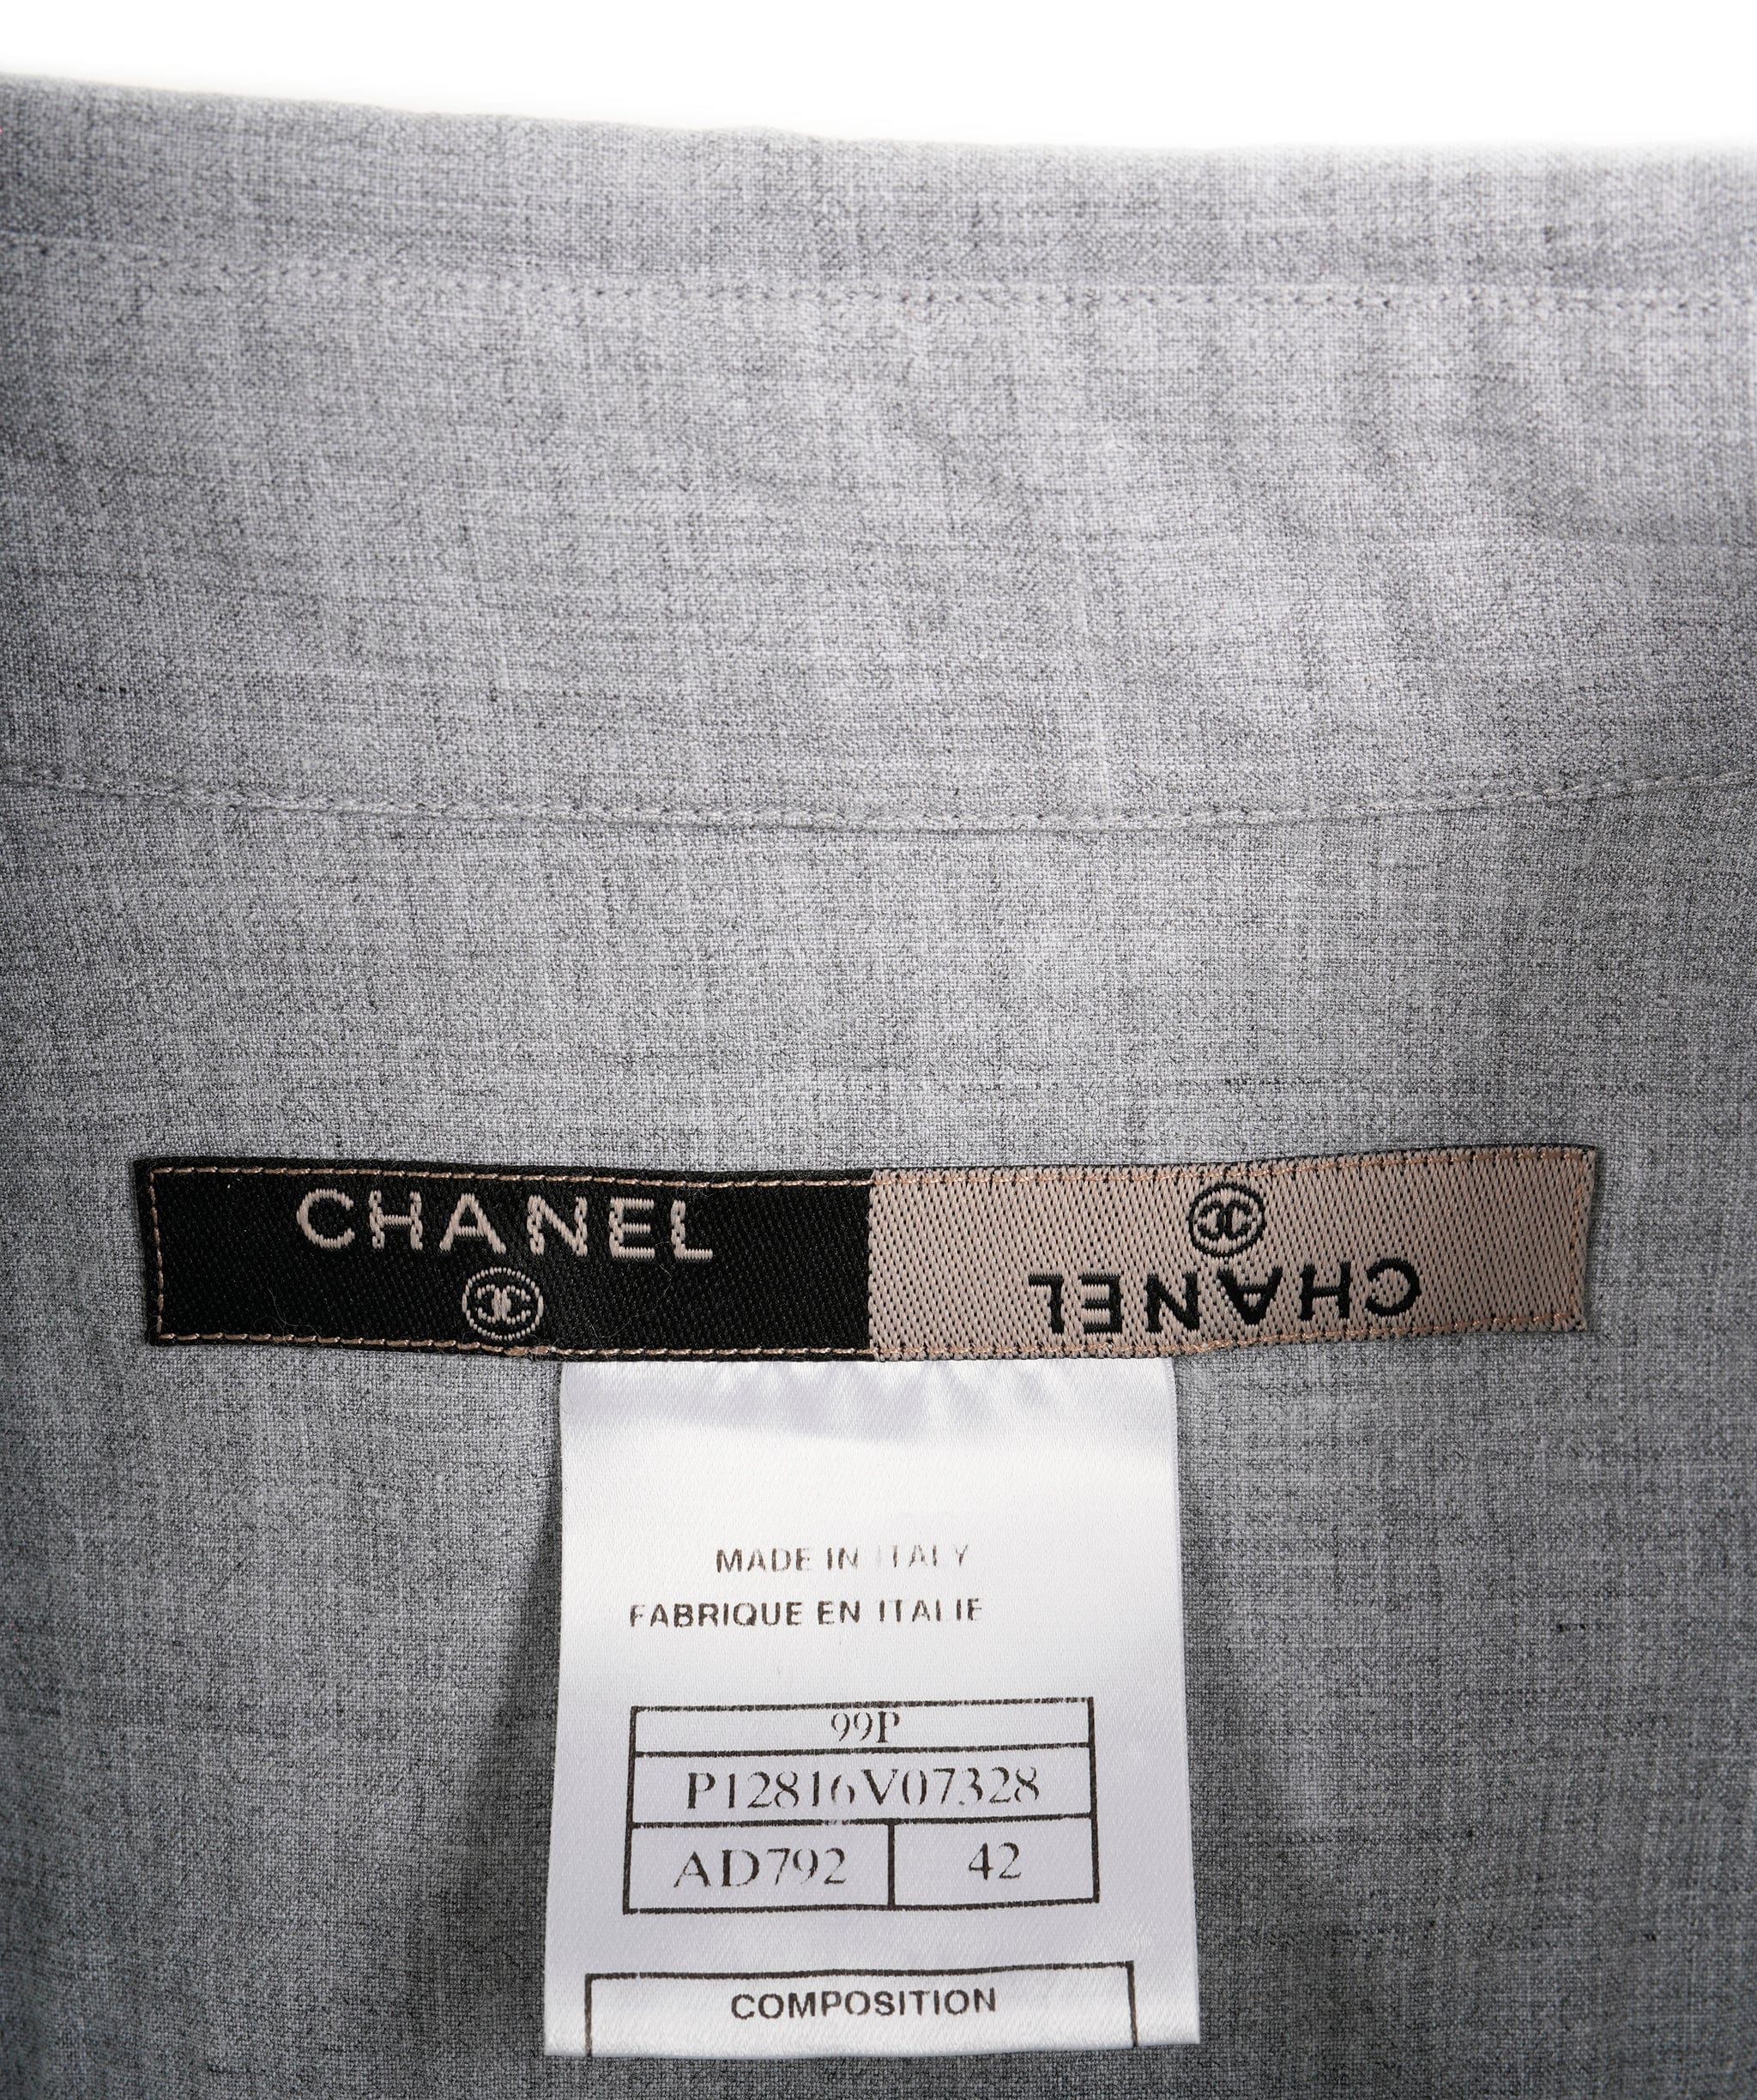 CHANEL
CHANEL
MADE IN ITALY
FABRIQUE EN ITALIE
99P
P12816V07328
AD792 42
COMPOSITION